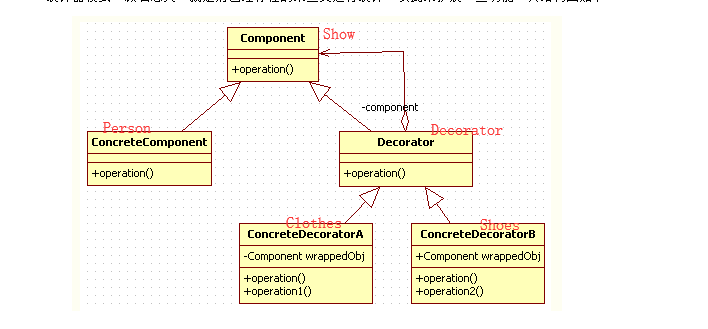 Component
Show
+operation()
-component
Person
Decorator
ConcreteComponent
Decorator
+operation()
+operation()
Clothes
Shoes
ConcreteDecoratorA
ConcreteDecoratorB
-Component wrappedObj
+Component wrappedObj
+operation()
+operation1()
+operation()
+operation2()